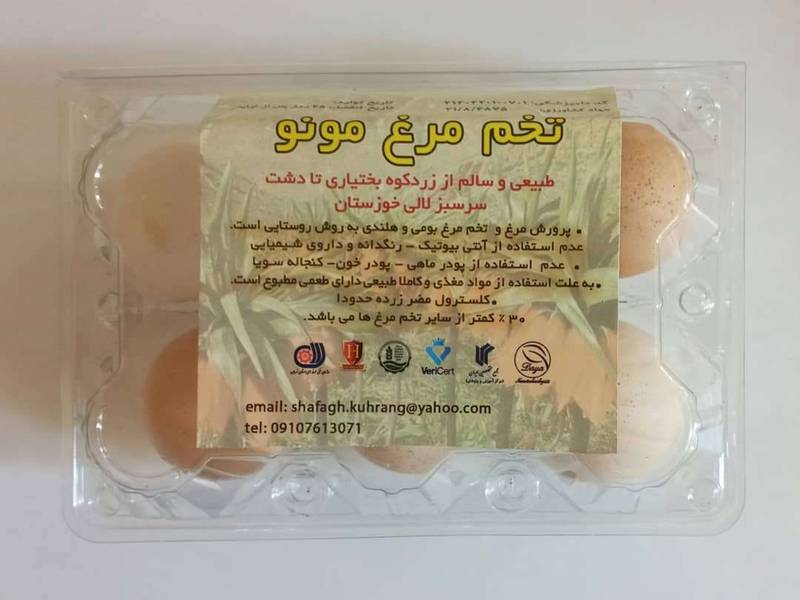 تخم مرغ مونو
طبیعی و سالم از زردکوه بختیاری تا دشت
سرسبز لالی خوزستان
• پرورش مرغ و تخم مرغ بومی و هلندی به روش روستایی است.
عدم استفاده از آنتی بیوتیک - رنگدانه و داروی شیمیایی
• عدم استفاده از پودر ماهی - پودر خون- کنجاله سویا
•به علت استفاده از مواد مغذی و کاملا طبیعی دارای طعمی مطبوع است.
•کلسترول مضر زرده حدودا
۳۰ ٪ کمتر از سایر تخم مرغ ها می باشد.
VeriCert
Daya
email: shafagh.kuhrang@yahoo.com
tel: 09107613071